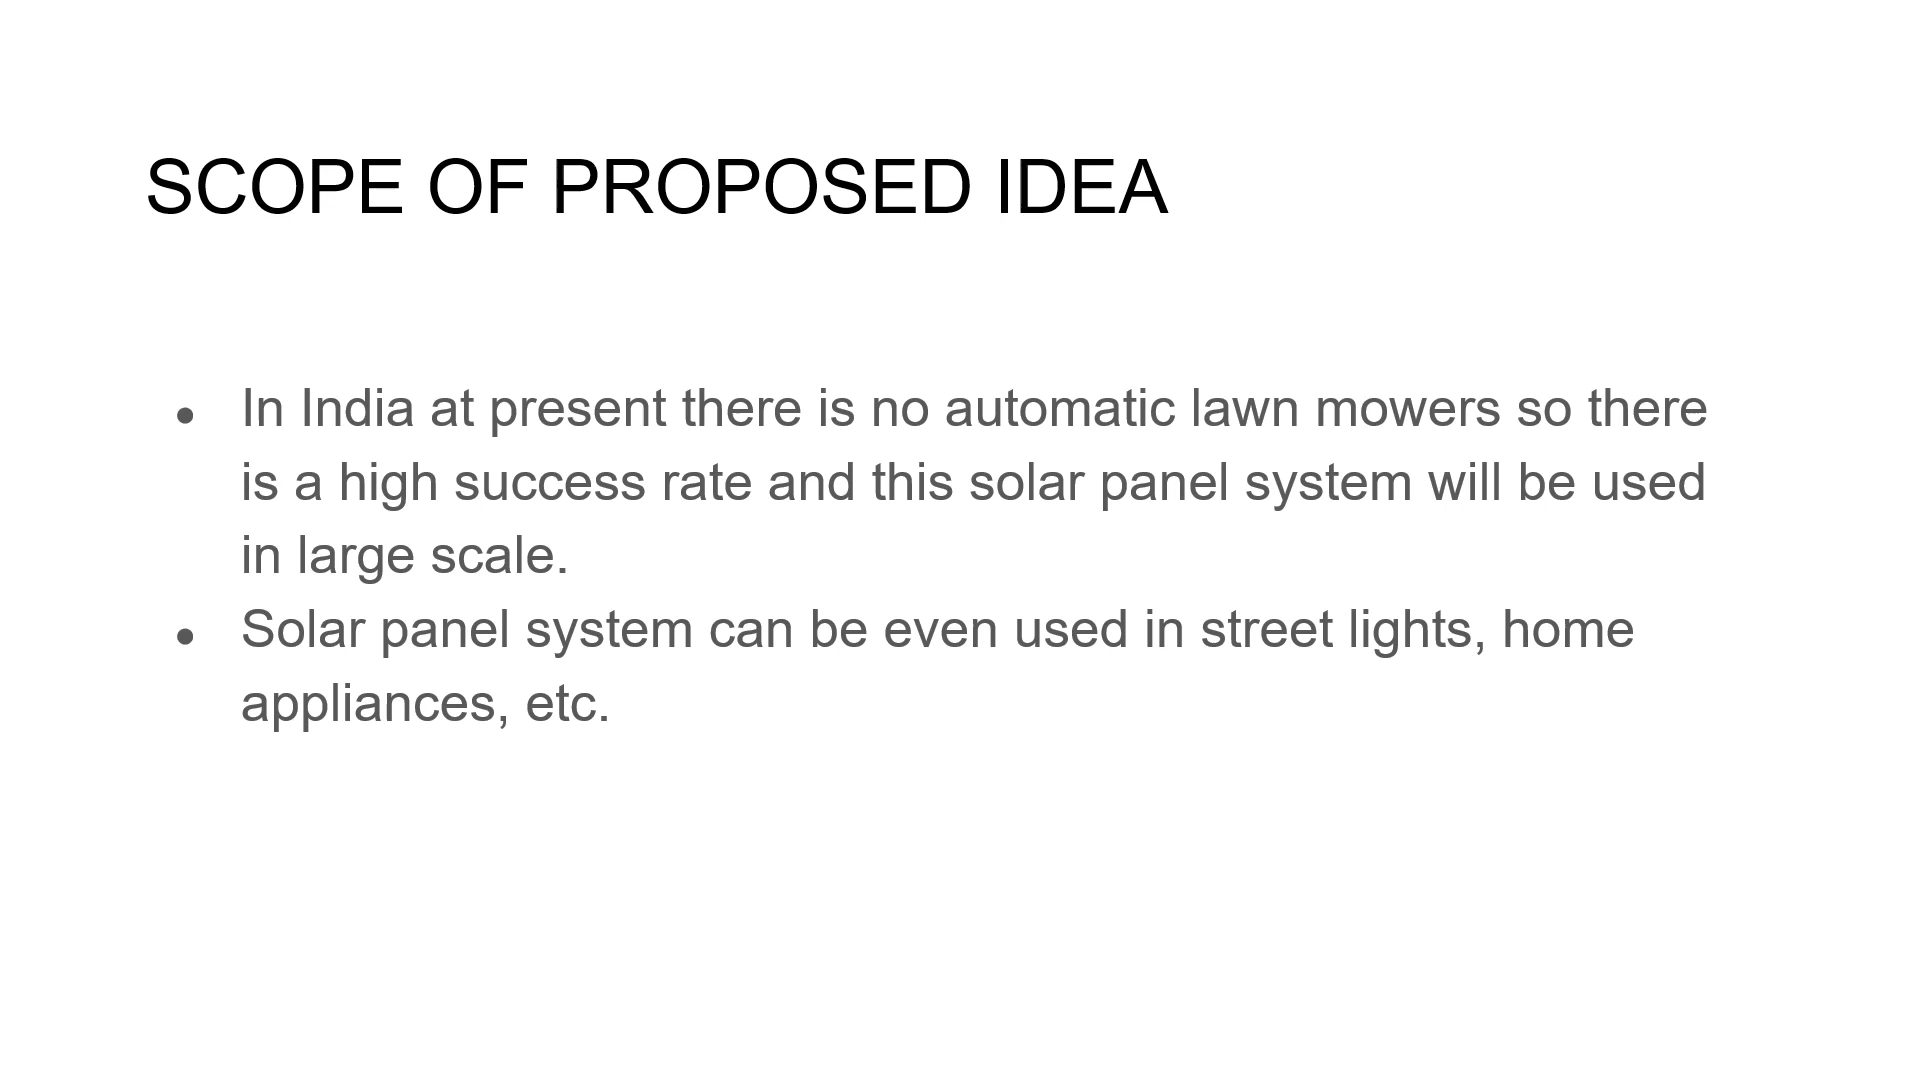 SCOPE OF PROPOSED IDEA
● In India at present there is no automatic lawn mowers so there
is a high success rate and this solar panel system will be used
in large scale.
● Solar panel system can be even used in street lights, home
appliances, etc.